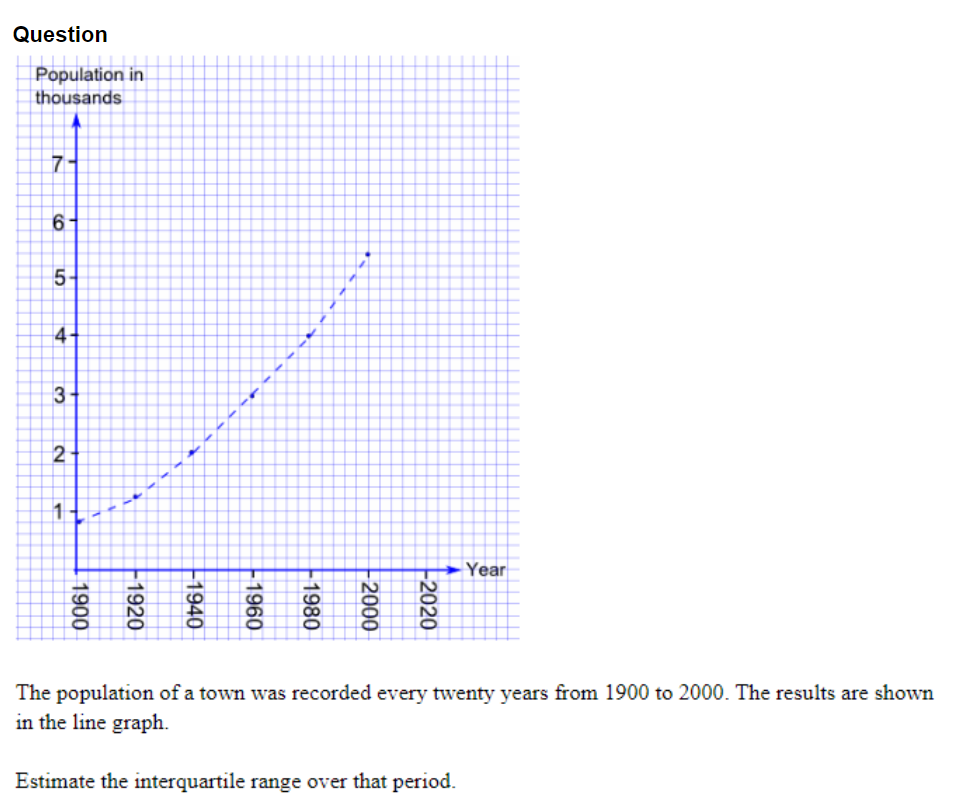 Question
Population in
thousands
7
6
5
4
3
2
1
Year
1900
1920
1940
1960
1980
2000
2020
The population of a town was recorded every twenty years from 1900 to 2000. The results are shown
in the line graph.
Estimate the interquartile range over that period.